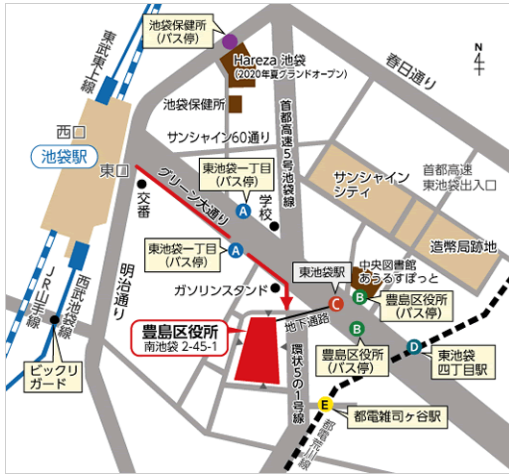 池袋保健所
(バス停)
Hareza 池袋
(2020年夏グランドオープン)
N
4
東武東上線
春日通り
池袋保健所
首都高速5号池袋線
サンシャイン60通り
西口
池袋駅
東口
交番
グリーン大通り
東池袋一丁目
(バス停)
A
学校
サンシャイン
シティ
首都高速
東池袋出入口
造幣局跡地
明治通り
東池袋一丁目
(バス停)
A
ガソリンスタンド
東池袋駅
C
中央図書館
あうるすぽっと
B
豊島区役所
(バス停)
JR山手線
西武池袋線
豊島区役所
南池袋 2-45-1
地下通路
B
豊島区役所
(バス停)
D
東池袋
四丁目駅
ビックリ
ガード
環状5の1号線
E
都電雑司ヶ谷駅
都電荒川線